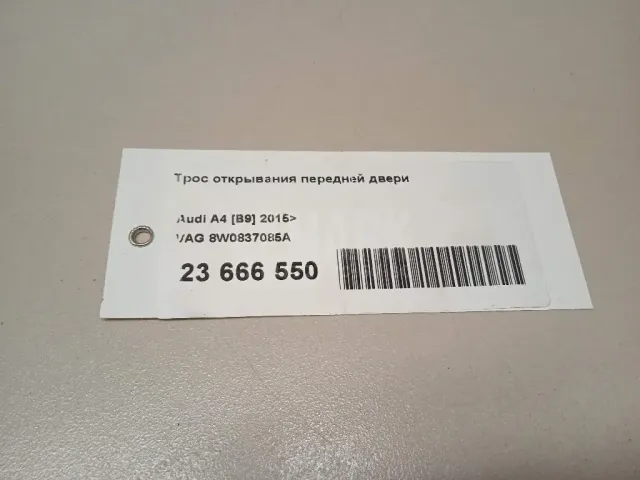 Трос открывания передней двери
Audi A4 [B9] 2015>
VAG 8W0837085A
23 666 550